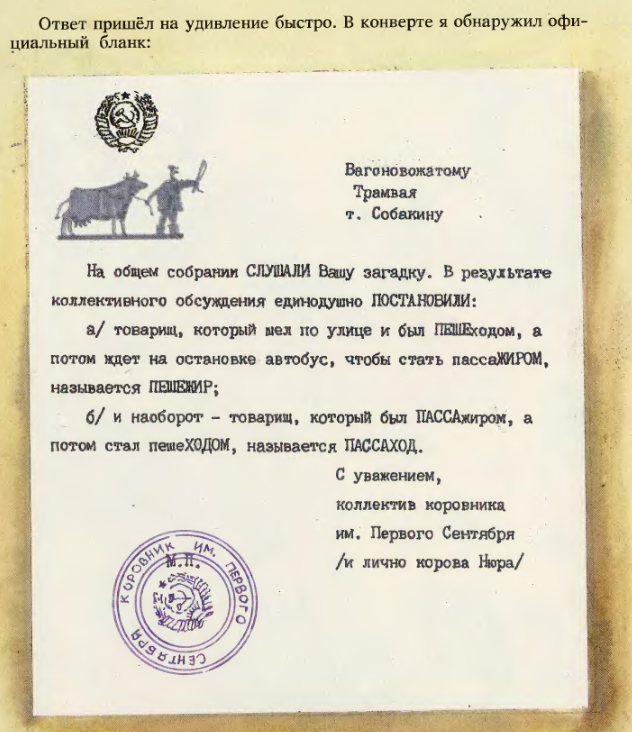 Ответ пришёл на удивление быстро. В конверте я обнаружил офи-
циальный бланк:
Вагоновожатому
Трамвая
т. Собакину
На общем собрании СЛУШАЛИ Вашу загадку. В результате
коллективного обсуждения единодушно ПОСТАНОВИЛИ:
а/ товарищ, который шел по улице и был ПЕШЕходом, а
потом ждет на остановке автобус, чтобы стать пассаЖИРОМ,
называется ПЕШЕЖИР;
б/ и наоборот - товарищ, который был ПАССАжиром, а
потом стал пешеХОДОМ, называется ПАССАХОД.
С уважением,
коллектив коровника
им. Первого Сентября
/и лично корова Нюра/
М.П.
КОРОВНИК ИМ. ПЕРВОГО СЕНТЯБРЯ